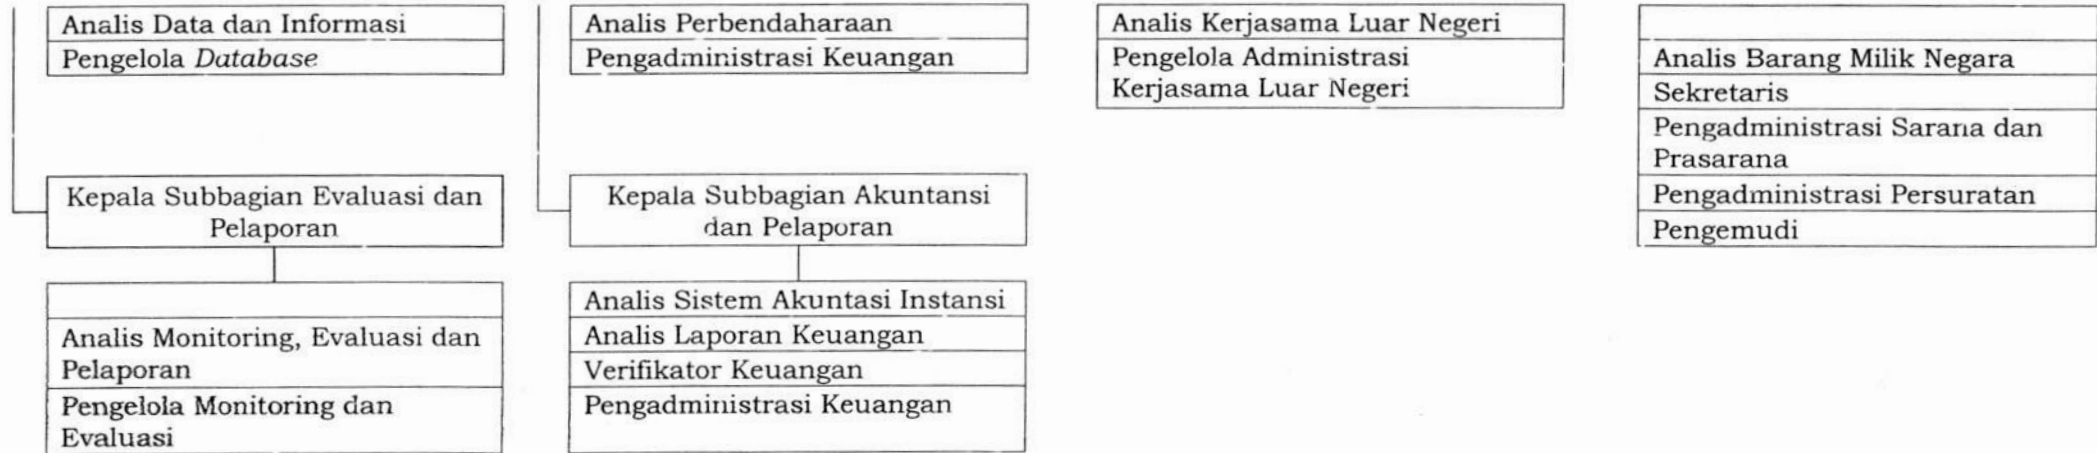 Analis Data dan Informasi
Pengelola Database
Kepala Subbagian Evaluasi dan
Pelaporan
Analis Monitoring, Evaluasi dan
Pelaporan
Pengelola Monitoring dan
Evaluasi
Analis Perbendaharaan
Pengadministrasi Keuangan
Kepala Subbagian Akuntansi
dan Pelaporan
Analis Sistem Akuntasi Instansi
Analis Laporan Keuangan
Verifikator Keuangan
Pengadministrasi Keuangan
Analis Kerjasama Luar Negeri
Pengelola Administrasi
Kerjasama Luar Negeri
Analis Barang Milik Negara
Sekretaris
Pengadministrasi Sarana dan
Prasarana
Pengadministrasi Persuratan
Pengemudi